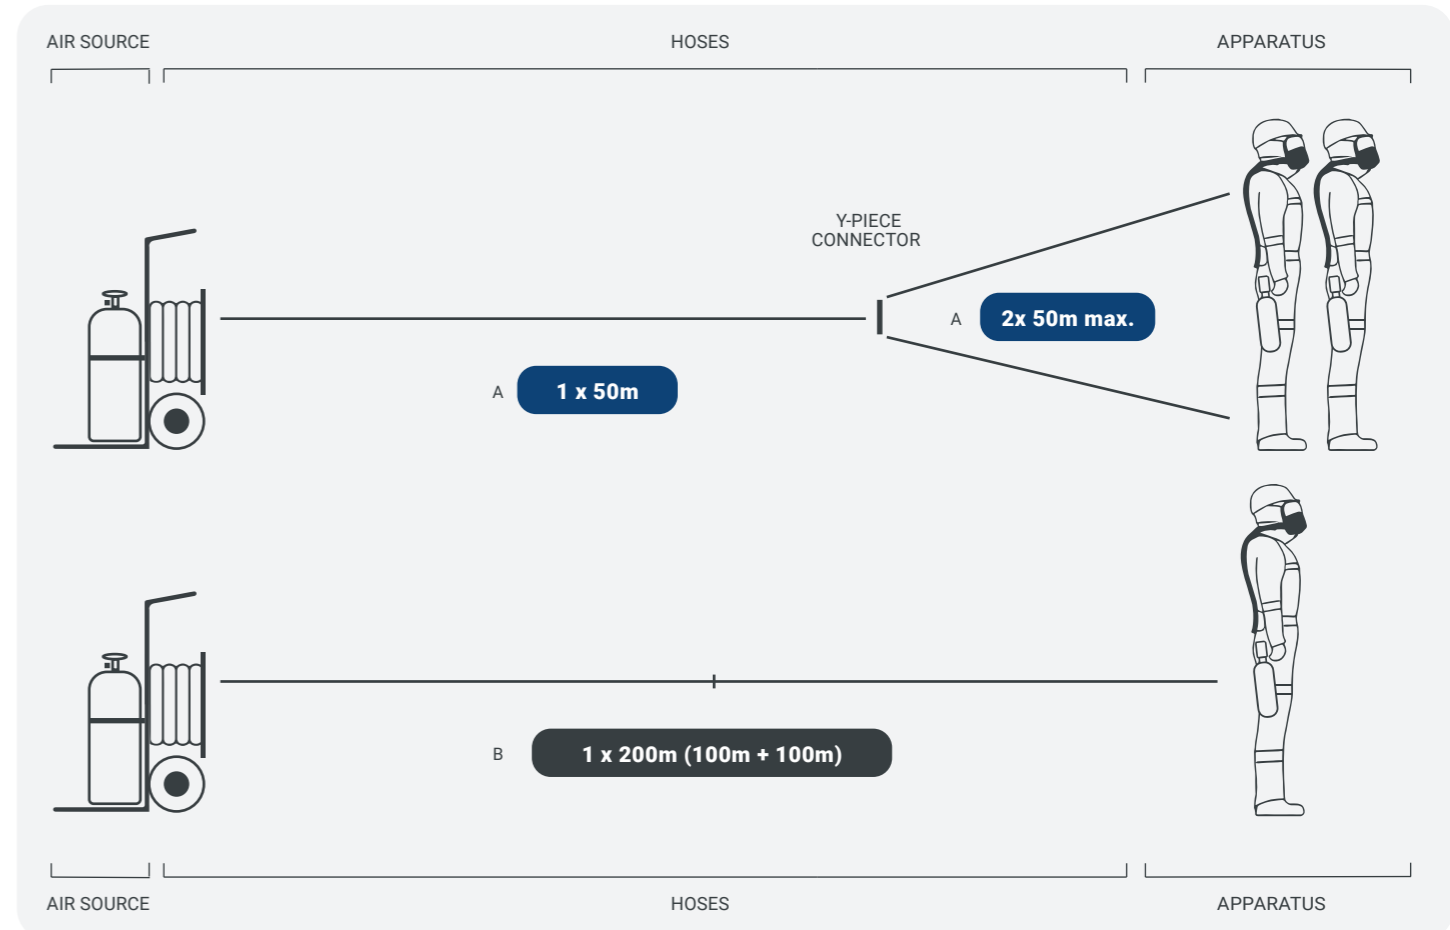 AIR SOURCE
HOSES
APPARATUS
Y-PIECE
CONNECTOR
A
2x 50m max.
A
1 x 50m
B
1 x 200m (100m + 100m)
AIR SOURCE
HOSES
APPARATUS